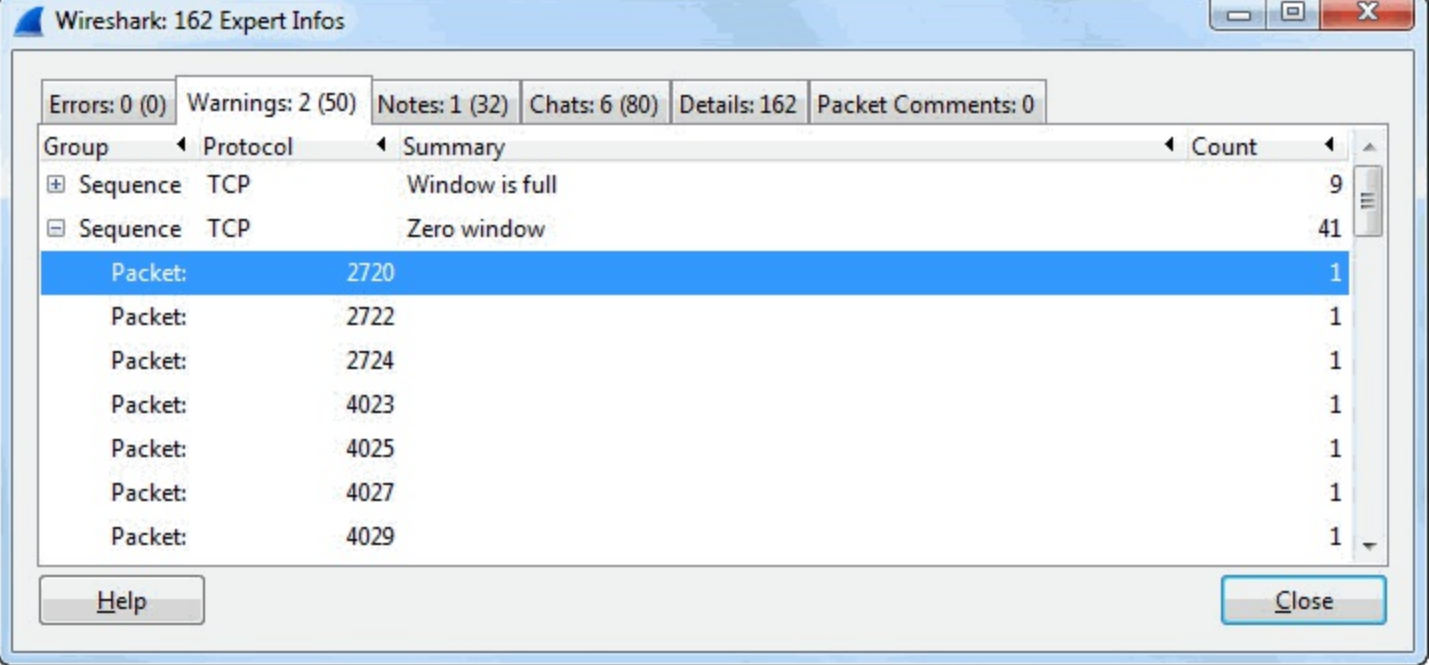 Wireshark: 162 Expert Infos
Errors: 0 (0) Warnings: 2 (50) Notes: 1 (32) Chats: 6 (80) Details: 162 Packet Comments: 0
Group Protocol Summary Count
Sequence TCP Window is full 9
Sequence TCP Zero window 41
Packet: 2720 1
Packet: 2722 1
Packet: 2724 1
Packet: 4023 1
Packet: 4025 1
Packet: 4027 1
Packet: 4029 1
Help Close